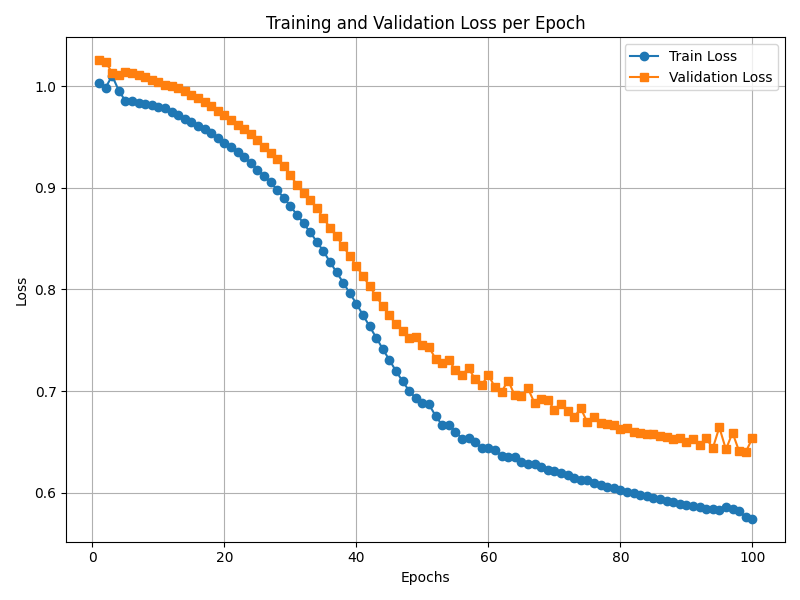 Training and Validation Loss per Epoch
Train Loss
Validation Loss
1.0
0.9
0.8
0.7
0.6
Loss
0 20 40 60 80 100
Epochs